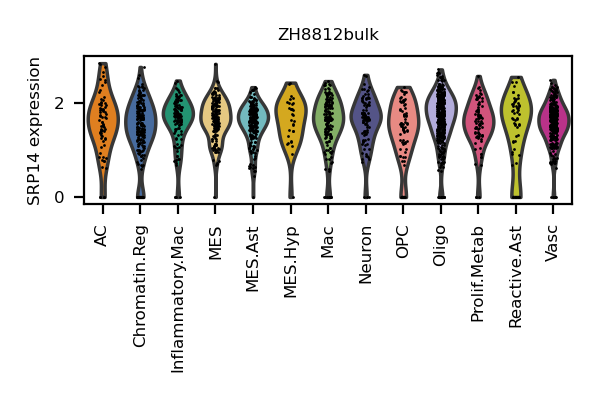 ZH8812bulk
SRP14 expression
2
0
AC
Chromatin.Reg
Inflammatory.Mac
MES
MES.Ast
MES.Hyp
Mac
Neuron
OPC
Oligo
Prolif.Metab
Reactive.Ast
Vasc